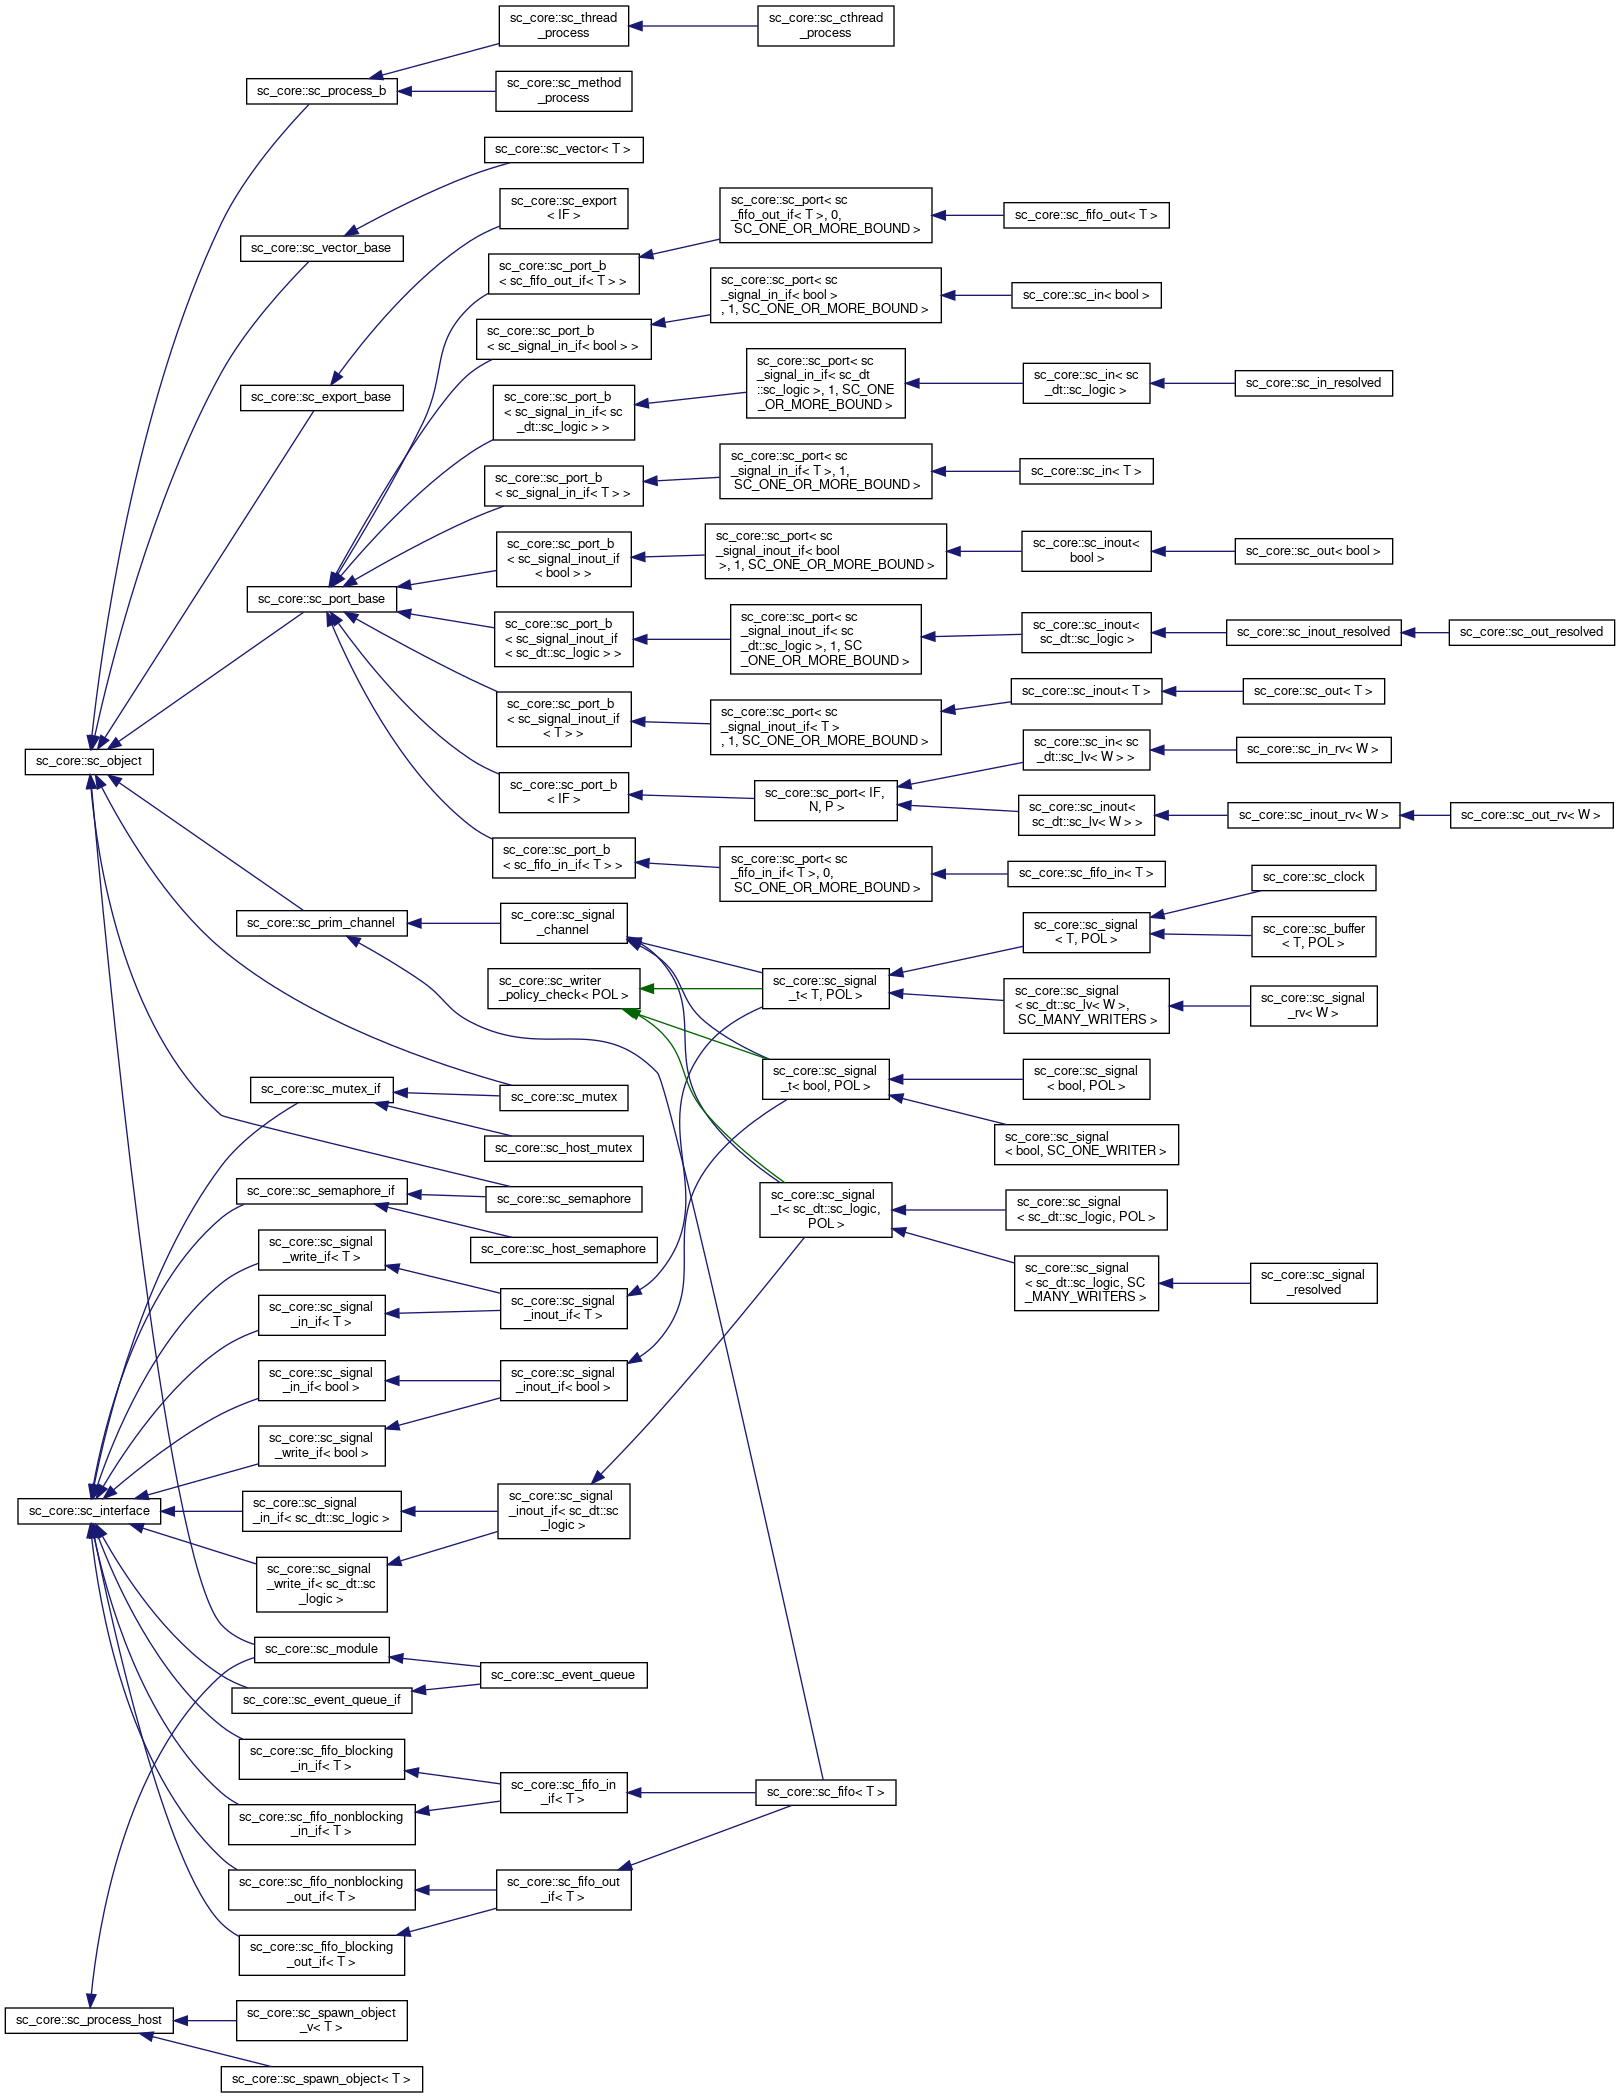 sc_core::sc_thread
_process
sc_core::sc_cthread
_process
sc_core::sc_process_b
sc_core::sc_method
_process
sc_core::sc_vector< T >
sc_core::sc_export
< IF >
sc_core::sc_vector_base
sc_core::sc_port< sc
_fifo_out_if< T >, 0,
SC_ONE_OR_MORE_BOUND >
sc_core::sc_fifo_out< T >
sc_core::sc_port_b
< sc_fifo_out_if< T > >
sc_core::sc_port< sc
_signal_in_if< bool >
, 1, SC_ONE_OR_MORE_BOUND >
sc_core::sc_in< bool >
sc_core::sc_port_b
< sc_signal_in_if< bool > >
sc_core::sc_export_base
sc_core::sc_port_b
< sc_signal_in_if< sc
_dt::sc_logic > >
sc_core::sc_port< sc
_signal_in_if< sc_dt
::sc_logic >, 1, SC_ONE
_OR_MORE_BOUND >
sc_core::sc_in< sc
_dt::sc_logic >
sc_core::sc_in_resolved
sc_core::sc_port_b
< sc_signal_in_if< T > >
sc_core::sc_port< sc
_signal_in_if< T >, 1,
SC_ONE_OR_MORE_BOUND >
sc_core::sc_in< T >
sc_core::sc_port_b
< sc_signal_inout_if
< bool > >
sc_core::sc_port< sc
_signal_inout_if< bool
>, 1, SC_ONE_OR_MORE_BOUND >
sc_core::sc_inout<
bool >
sc_core::sc_out< bool >
sc_core::sc_port_base
sc_core::sc_port_b
< sc_signal_inout_if
< sc_dt::sc_logic > >
sc_core::sc_port< sc
_signal_inout_if< sc
_dt::sc_logic >, 1, SC
_ONE_OR_MORE_BOUND >
sc_core::sc_inout<
sc_dt::sc_logic >
sc_core::sc_inout_resolved
sc_core::sc_out_resolved
sc_core::sc_port_b
< sc_signal_inout_if
< T > >
sc_core::sc_port< sc
_signal_inout_if< T >
, 1, SC_ONE_OR_MORE_BOUND >
sc_core::sc_inout< T >
sc_core::sc_out< T >
sc_core::sc_object
sc_core::sc_port_b
< IF >
sc_core::sc_port< IF,
N, P >
sc_core::sc_in< sc
_dt::sc_lv< W > >
sc_core::sc_in_rv< W >
sc_core::sc_inout<
sc_dt::sc_lv< W > >
sc_core::sc_inout_rv< W >
sc_core::sc_out_rv< W >
sc_core::sc_port_b
< sc_fifo_in_if< T > >
sc_core::sc_port< sc
_fifo_in_if< T >, 0,
SC_ONE_OR_MORE_BOUND >
sc_core::sc_fifo_in< T >
sc_core::sc_clock
sc_core::sc_prim_channel
sc_core::sc_signal
_channel
sc_core::sc_signal
< T, POL >
sc_core::sc_buffer
< T, POL >
sc_core::sc_writer
_policy_check< POL >
sc_core::sc_signal
_t< T, POL >
sc_core::sc_signal
< sc_dt::sc_lv< W >,
SC_MANY_WRITERS >
sc_core::sc_signal
_rv< W >
sc_core::sc_signal
_t< bool, POL >
sc_core::sc_signal
< bool, POL >
sc_core::sc_mutex_if
sc_core::sc_mutex
sc_core::sc_host_mutex
sc_core::sc_signal
< bool, SC_ONE_WRITER >
sc_core::sc_semaphore_if
sc_core::sc_semaphore
sc_core::sc_signal
_t< sc_dt::sc_logic,
POL >
sc_core::sc_signal
< sc_dt::sc_logic, POL >
sc_core::sc_host_semaphore
sc_core::sc_signal
_write_if< T >
sc_core::sc_signal
< sc_dt::sc_logic, SC
_MANY_WRITERS >
sc_core::sc_signal
_resolved
sc_core::sc_signal
_in_if< T >
sc_core::sc_signal
_inout_if< T >
sc_core::sc_signal
_in_if< bool >
sc_core::sc_signal
_inout_if< bool >
sc_core::sc_signal
_write_if< bool >
sc_core::sc_interface
sc_core::sc_signal
_in_if< sc_dt::sc_logic >
sc_core::sc_signal
_inout_if< sc_dt::sc
_logic >
sc_core::sc_signal
_write_if< sc_dt::sc
_logic >
sc_core::sc_module
sc_core::sc_event_queue
sc_core::sc_event_queue_if
sc_core::sc_fifo_blocking
_in_if< T >
sc_core::sc_fifo_in
_if< T >
sc_core::sc_fifo< T >
sc_core::sc_fifo_nonblocking
_in_if< T >
sc_core::sc_fifo_nonblocking
_out_if< T >
sc_core::sc_fifo_out
_if< T >
sc_core::sc_fifo_blocking
_out_if< T >
sc_core::sc_process_host
sc_core::sc_spawn_object
_v< T >
sc_core::sc_spawn_object< T >